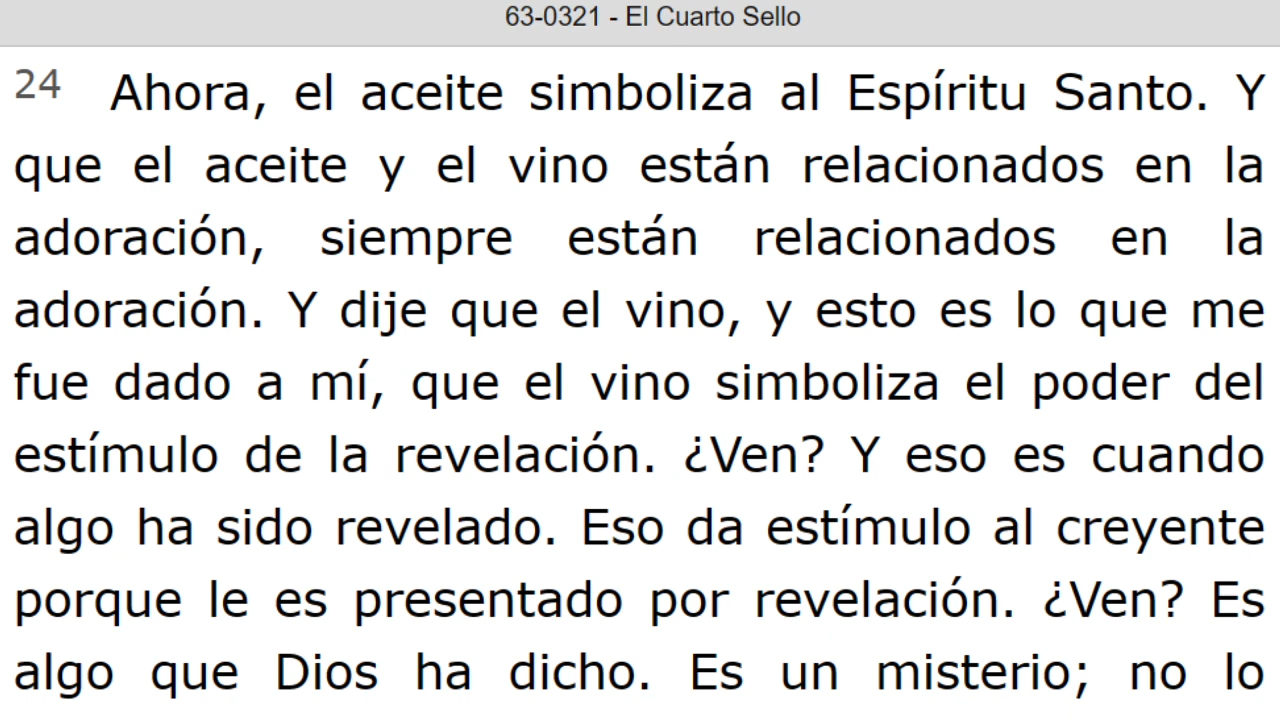 63-0321 - El Cuarto Sello
24 Ahora, el aceite simboliza al Espíritu Santo. Y
que el aceite y el vino están relacionados en la
adoración, siempre están relacionados en la
adoración. Y dije que el vino, y esto es lo que me
fue dado a mí, que el vino simboliza el poder del
estímulo de la revelación. ¿Ven? Y eso es cuando
algo ha sido revelado. Eso da estímulo al creyente
porque le es presentado por revelación. ¿Ven? Es
algo que Dios ha dicho. Es un misterio; no lo